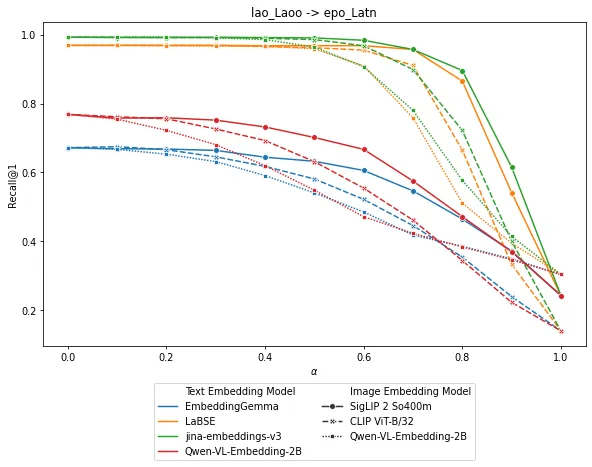 lao_Laoo -> epo_Latn
1.0
0.8
0.6
0.4
0.2
Recall@1
0.0 0.2 0.4 0.6 0.8 1.0
α
Text Embedding Model Image Embedding Model
EmbeddingGemma SigLIP 2 So400m
LaBSE CLIP ViT-B/32
jina-embeddings-v3 Qwen-VL-Embedding-2B
Qwen-VL-Embedding-2B